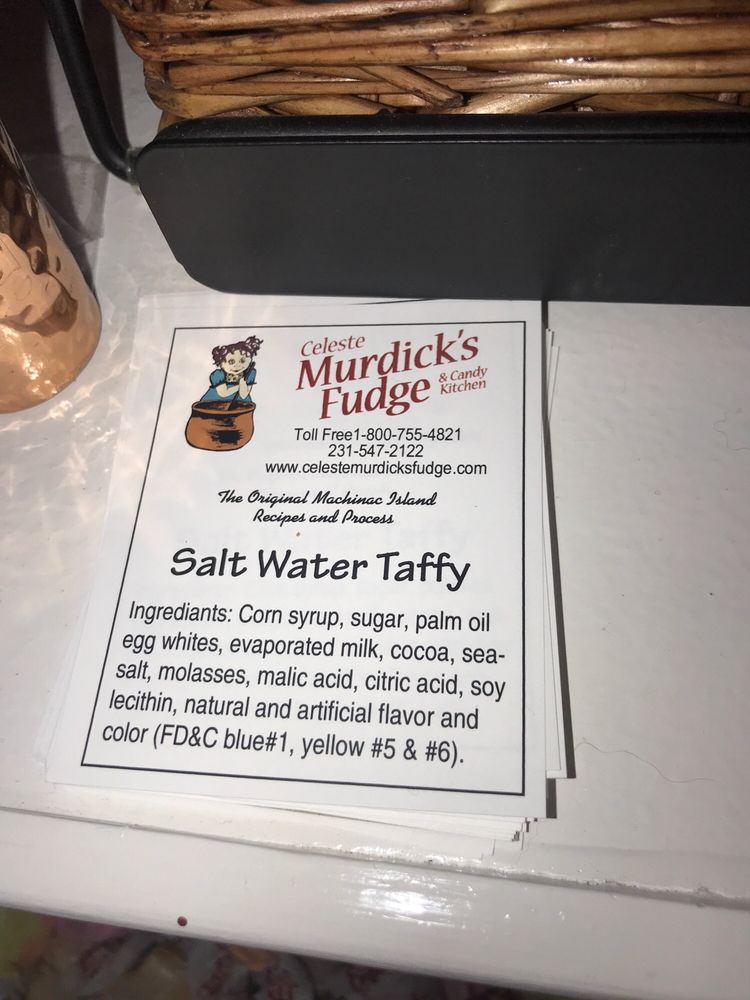 Celeste
Murdick's
Fudge & Candy
Kitchen
Toll Free1-800-755-4821
231-547-2122
www.celestemurdicksfudge.com
The Original Machinac Island
Recipes and Process
Salt Water Taffy
Ingrediants: Corn syrup, sugar, palm oil
egg whites, evaporated milk, cocoa, sea-
salt, molasses, malic acid, citric acid, soy
lecithin, natural and artificial flavor and
color (FD&C blue#1, yellow #5 & #6).